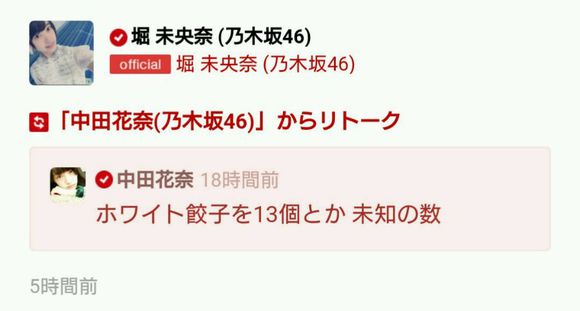 堀 未央奈 (乃木坂46)
official 堀 未央奈 (乃木坂46)
「中田花奈(乃木坂46)」からリトーク
中田花奈 18時間前
ホワイト餃子を13個とか 未知の数
5時間前